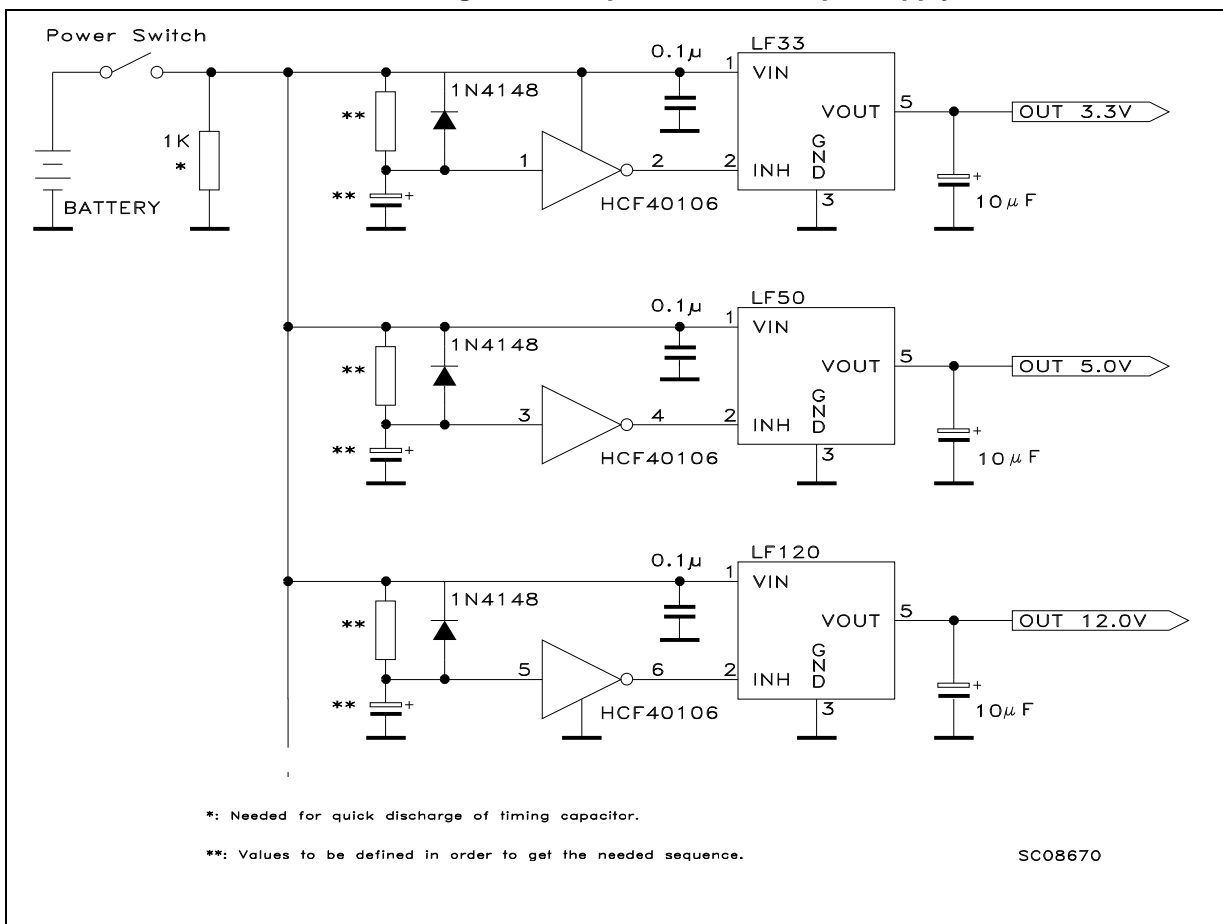 Power Switch
1K
*
BATTERY
**
**
1N4148
1
2
HCF40106
0.1µ
LF33
1
VIN
2
INH
GND
3
VOUT
5
+
+
10µF
OUT 3.3V
**
**
1N4148
3
4
HCF40106
0.1µ
LF50
1
VIN
2
INH
GND
3
VOUT
5
+
+
10µF
OUT 5.0V
**
**
1N4148
5
6
HCF40106
0.1µ
LF120
1
VIN
2
INH
GND
3
VOUT
5
+
+
10µF
OUT 12.0V
*: Needed for quick discharge of timing capacitor.
**: Values to be defined in order to get the needed sequence.
SC08670